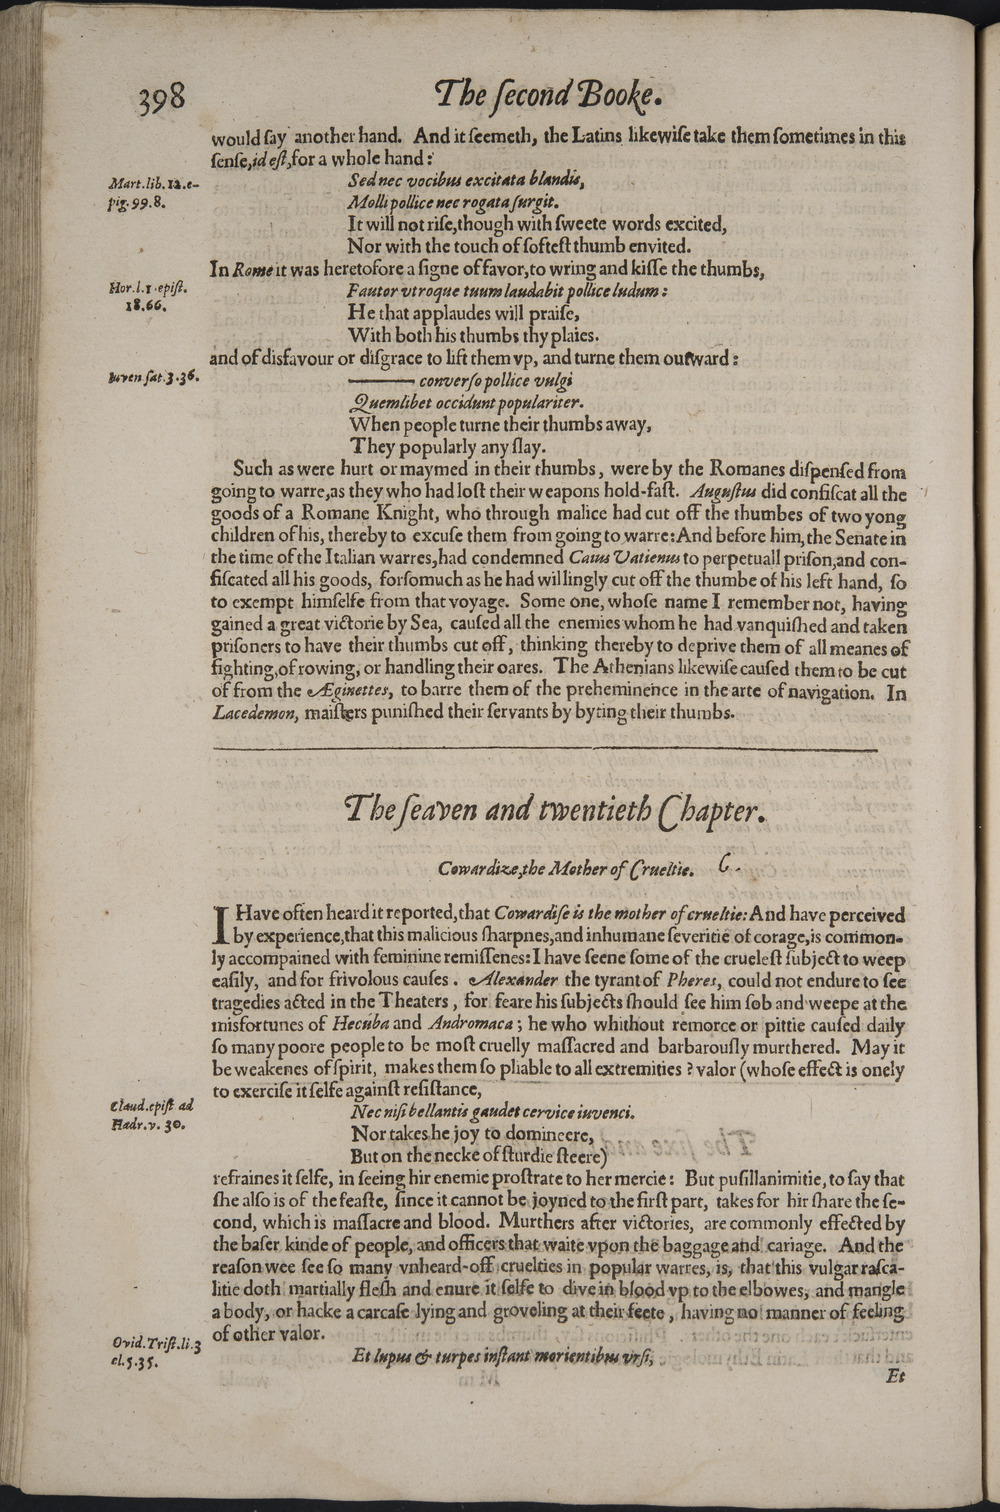 398
The ſecond Booke.
would ſay another hand. And it ſeemeth, the Latins likewiſe take them ſometimes in this
ſenſe, id eſt, for a whole hand:
Mart. lib. 12. e-
pig. 99. 8.
Sed nec vocibus excitata blandis,
Molli pollice nec rogata ſurgit.
It will not riſe, though with ſweete words excited,
Nor with the touch of ſofteſt thumb envited.
In Rome it was heretofore a ſigne of favor, to wring and kiſſe the thumbs,
Hor. l. 1. epiſt.
18. 66.
Fautor vtroque tuum laudabit pollice ludum:
He that applaudes will praiſe,
With both his thumbs thy plaies.
and of disfavour or diſgrace to lift them vp, and turne them outward:
Iuven ſat. 3. 36.
——— converſo pollice vulgi
Quemlibet occidunt populariter.
When people turne their thumbs away,
They popularly any ſlay.
Such as were hurt or maymed in their thumbs, were by the Romanes diſpenſed from
going to warre, as they who had loſt their weapons hold-faſt. Auguſtus did confiſcat all the
goods of a Romane Knight, who through malice had cut off the thumbes of two yong
children of his, thereby to excuſe them from going to warre: And before him, the Senate in
the time of the Italian warres, had condemned Caius Vatienus to perpetuall priſon, and con-
fiſcated all his goods, forſomuch as he had willingly cut off the thumbe of his left hand, ſo
to exempt himſelfe from that voyage. Some one, whoſe name I remember not, having
gained a great victorie by Sea, cauſed all the enemies whom he had vanquiſhed and taken
priſoners to have their thumbs cut off, thinking thereby to deprive them of all meanes of
fighting, of rowing, or handling their oares. The Athenians likewiſe cauſed them to be cut
of from the Æginettes, to barre them of the preheminence in the arte of navigation. In
Lacedemon, maiſters puniſhed their ſervants by byting their thumbs.
The ſeaven and twentieth Chapter.
Cowardize, the Mother of Crueltie. 6.
I Have often heard it reported, that Cowardiſe is the mother of crueltie: And have perceived
by experience, that this malicious ſharpnes, and inhumane ſeveritie of corage, is common-
ly accompained with feminine remiſſenes: I have ſeene ſome of the crueleſt ſubject to weep
eaſily, and for frivolous cauſes. Alexander the tyrant of Pheres, could not endure to ſee
tragedies acted in the Theaters, for feare his ſubjects ſhould ſee him ſob and weepe at the
misfortunes of Hecuba and Andromaca; he who whithout remorce or pittie cauſed daily
ſo many poore people to be moſt cruelly maſſacred and barbarouſly murthered. May it
be weakenes of ſpirit, makes them ſo pliable to all extremities? valor (whoſe effect is onely
to exerciſe it ſelfe againſt reſiſtance,
Claud. epiſt ad
Hadr. v. 30.
Nec niſi bellantis gaudet cervice iuvenci.
Nor takes he joy to domineere,
But on the necke of ſturdie ſteere)
refraines it ſelfe, in ſeeing hir enemie proſtrate to her mercie: But puſillanimitie, to ſay that
ſhe alſo is of the feaſte, ſince it cannot be joyned to the firſt part, takes for hir ſhare the ſe-
cond, which is maſſacre and blood. Murthers after victories, are commonly effected by
the baſer kinde of people, and officers that waite vpon the baggage and cariage. And the
reaſon wee ſee ſo many vnheard-off cruelties in popular warres, is, that this vulgar raſca-
litie doth martially fleſh and enure it ſelfe to dive in blood vp to the elbowes, and mangle
a body, or hacke a carcaſe lying and groveling at their feete, having no manner of feeling
of other valor.
Ovid. Triſt. li. 3
el. 5. 35.
Et lupus & turpes inſtant morientibus vrſi,
Et